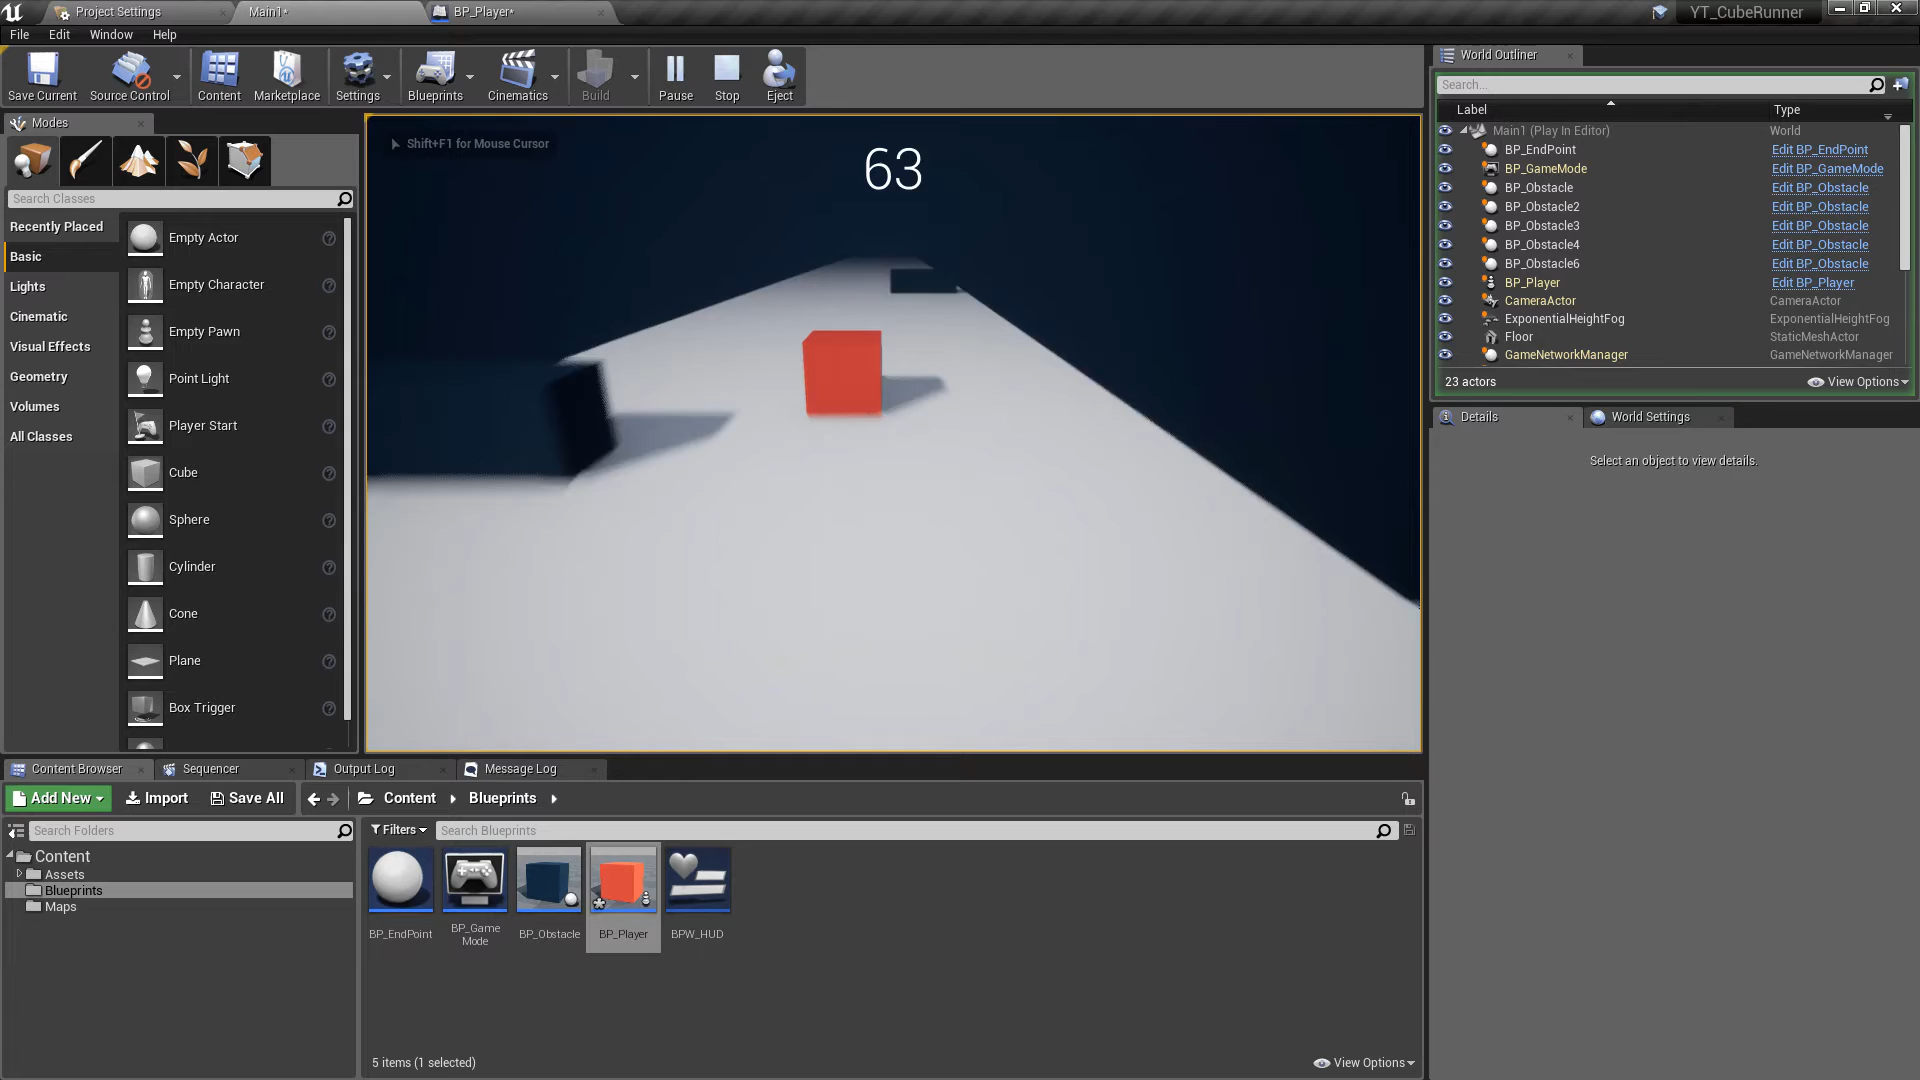 Project Settings
Main1*
BP_Player*
YT_CubeRunner
File Edit Window Help
Save Current
Source Control
Content
Marketplace
Settings
Blueprints
Cinematics
Build
Pause
Stop
Eject
Modes
Search Classes
Recently Placed
Basic
Lights
Cinematic
Visual Effects
Geometry
Volumes
All Classes
Empty Actor
Empty Character
Empty Pawn
Point Light
Player Start
Cube
Sphere
Cylinder
Cone
Plane
Box Trigger
Shift+F1 for Mouse Cursor
63
World Outliner
Search...
Label Type
Main1 (Play In Editor) World
BP_EndPoint Edit BP_EndPoint
BP_GameMode Edit BP_GameMode
BP_Obstacle Edit BP_Obstacle
BP_Obstacle2 Edit BP_Obstacle
BP_Obstacle3 Edit BP_Obstacle
BP_Obstacle4 Edit BP_Obstacle
BP_Obstacle6 Edit BP_Obstacle
BP_Player Edit BP_Player
CameraActor CameraActor
ExponentialHeightFog ExponentialHeightFog
Floor StaticMeshActor
GameNetworkManager GameNetworkManager
23 actors
View Options
Details
World Settings
Select an object to view details.
Content Browser
Sequencer
Output Log
Message Log
Add New
Import
Save All
Content
Blueprints
Search Folders
Content
Assets
Blueprints
Maps
Filters
Search Blueprints
BP_EndPoint
BP_Game
Mode
BP_Obstacle
BP_Player
BPW_HUD
5 items (1 selected)
View Options